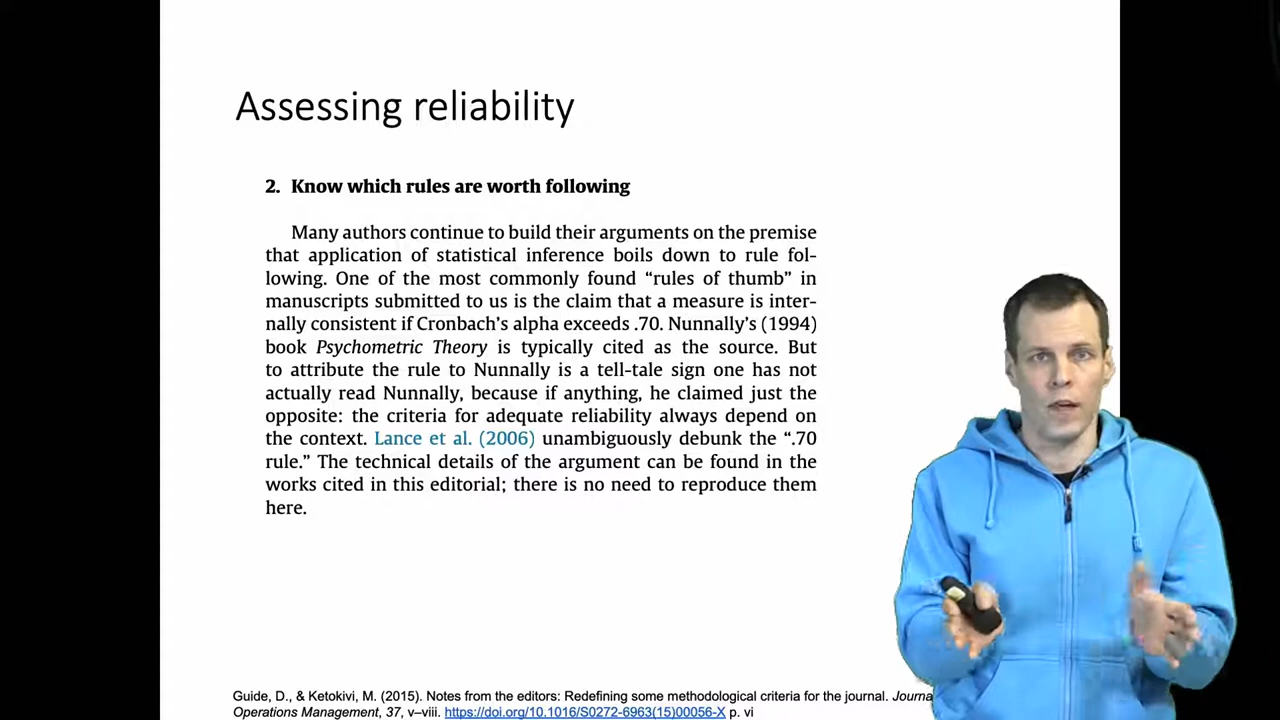 Assessing reliability
2. Know which rules are worth following
Many authors continue to build their arguments on the premise
that application of statistical inference boils down to rule fol-
lowing. One of the most commonly found “rules of thumb” in
manuscripts submitted to us is the claim that a measure is inter-
nally consistent if Cronbach’s alpha exceeds .70. Nunnally’s (1994)
book Psychometric Theory is typically cited as the source. But
to attribute the rule to Nunnally is a tell-tale sign one has not
actually read Nunnally, because if anything, he claimed just the
opposite: the criteria for adequate reliability always depend on
the context. Lance et al. (2006) unambiguously debunk the “.70
rule.” The technical details of the argument can be found in the
works cited in this editorial; there is no need to reproduce them
here.
Guide, D., & Ketokivi, M. (2015). Notes from the editors: Redefining some methodological criteria for the journal. Journa
Operations Management, 37, v–viii. https://doi.org/10.1016/S0272-6963(15)00056-X p. vi